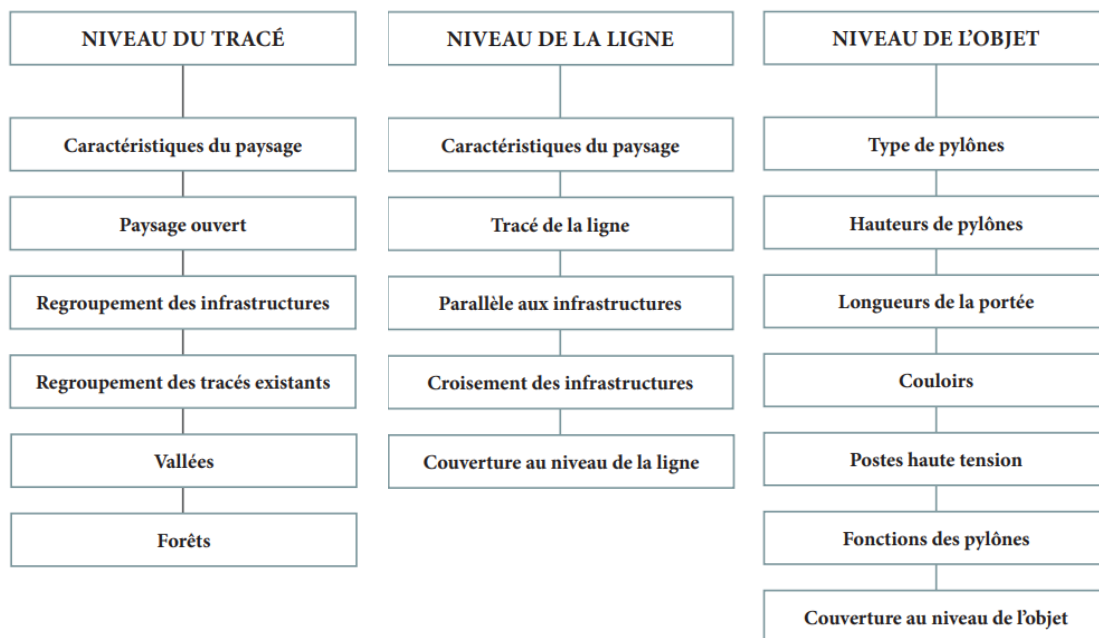 NIVEAU DU TRACÉ
Caractéristiques du paysage
Paysage ouvert
Regroupement des infrastructures
Regroupement des tracés existants
Vallées
Forêts
NIVEAU DE LA LIGNE
Caractéristiques du paysage
Tracé de la ligne
Parallèle aux infrastructures
Croisement des infrastructures
Couverture au niveau de la ligne
NIVEAU DE L’OBJET
Type de pylônes
Hauteurs de pylônes
Longueurs de la portée
Couloirs
Postes haute tension
Fonctions des pylônes
Couverture au niveau de l’objet